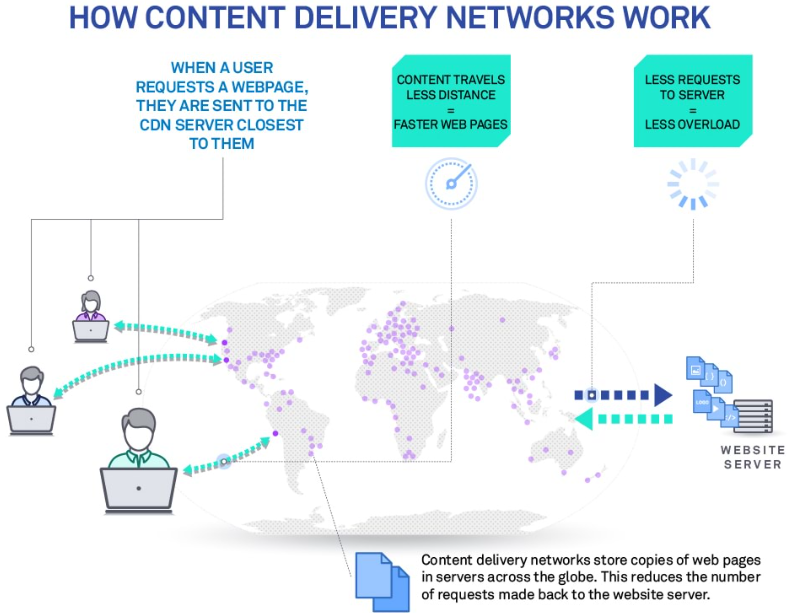 HOW CONTENT DELIVERY NETWORKS WORK
WHEN A USER
REQUESTS A WEBPAGE,
THEY ARE SENT TO THE
CDN SERVER CLOSEST
TO THEM
CONTENT TRAVELS
LESS DISTANCE
=
FASTER WEB PAGES
LESS REQUESTS
TO SERVER
=
LESS OVERLOAD
{ }
( )
</>
WEBSITE
SERVER
Content delivery networks store copies of web pages
in servers across the globe. This reduces the number
of requests made back to the website server.